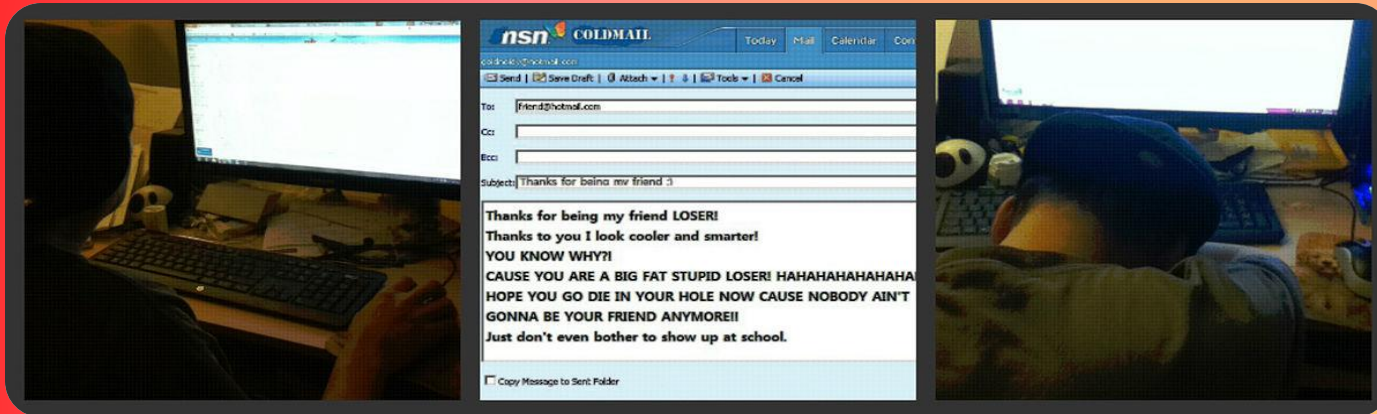 nsn COLDMAIL
Today Mail Calendar Con
Send | Save Draft | Attach | Tools | Cancel
To: friend@hotmail.com
Cc:
Bcc:
Subject: Thanks for being my friend :)
Thanks for being my friend LOSER!
Thanks to you I look cooler and smarter!
YOU KNOW WHY?!
CAUSE YOU ARE A BIG FAT STUPID LOSER! HAHAHAHAHAHAHA
HOPE YOU GO DIE IN YOUR HOLE NOW CAUSE NOBODY AIN'T
GONNA BE YOUR FRIEND ANYMORE!!
Just don't even bother to show up at school.
Copy Message to Sent Folder